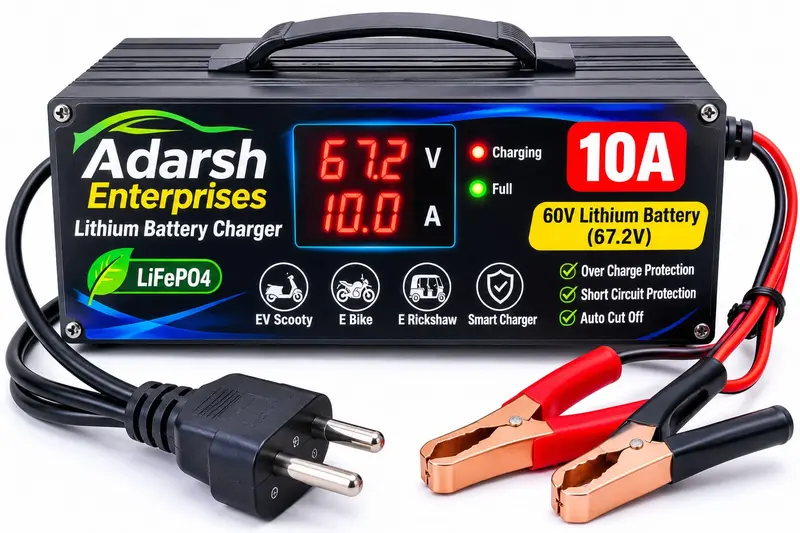 Adarsh
Enterprises
Lithium Battery Charger
LiFePO4
67.2 V
10.0 A
Charging
Full
10A
60V Lithium Battery
(67.2V)
Over Charge Protection
Short Circuit Protection
Auto Cut Off
EV Scooty
E Bike
E Rickshaw
Smart Charger